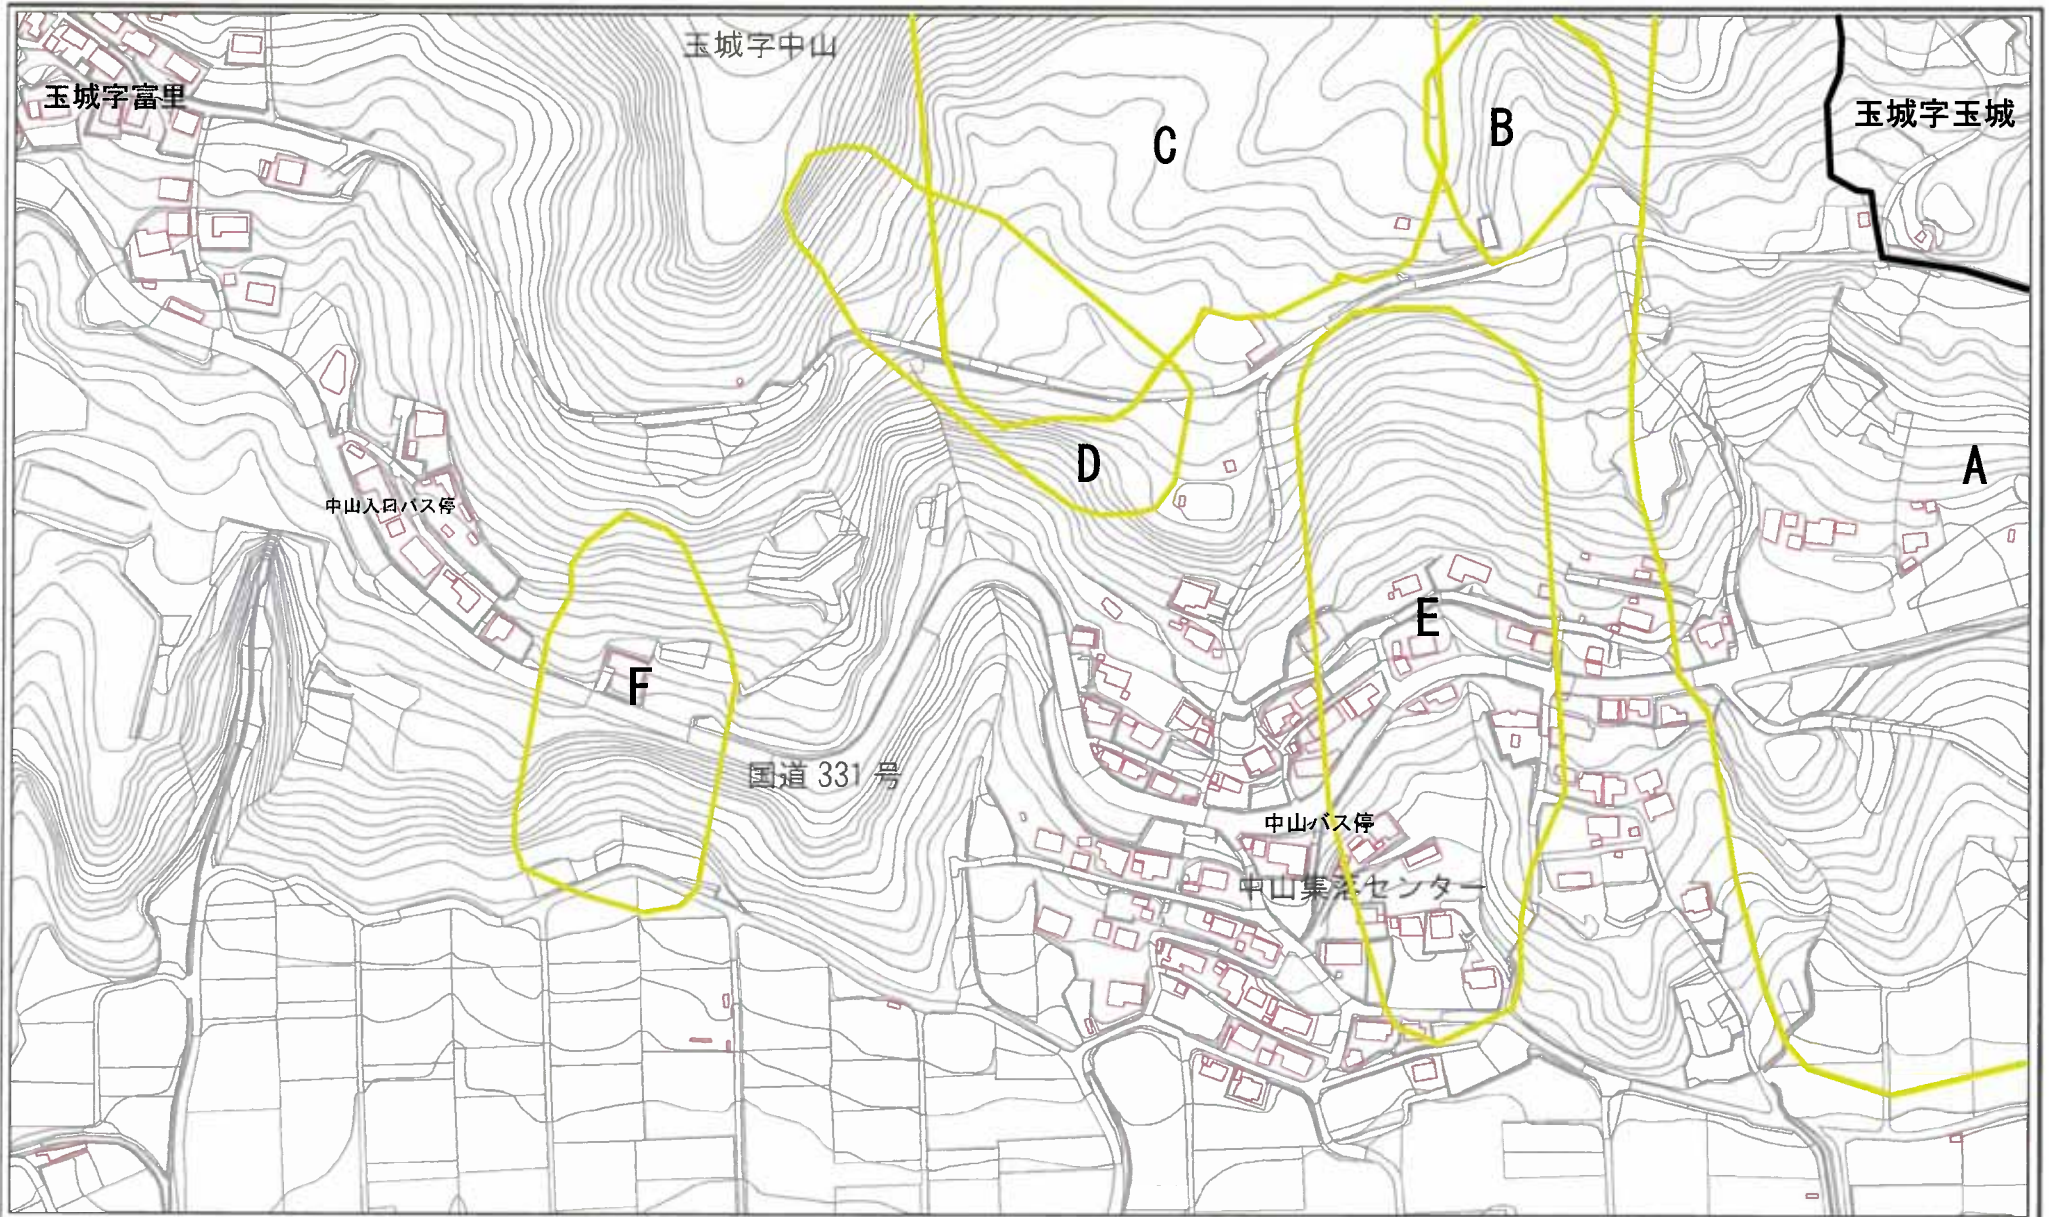 玉城字中山
玉城字富里
玉城字玉城
C
B
A
D
中山入口バス停
E
F
国道 331 号
中山バス停
中山集落センター